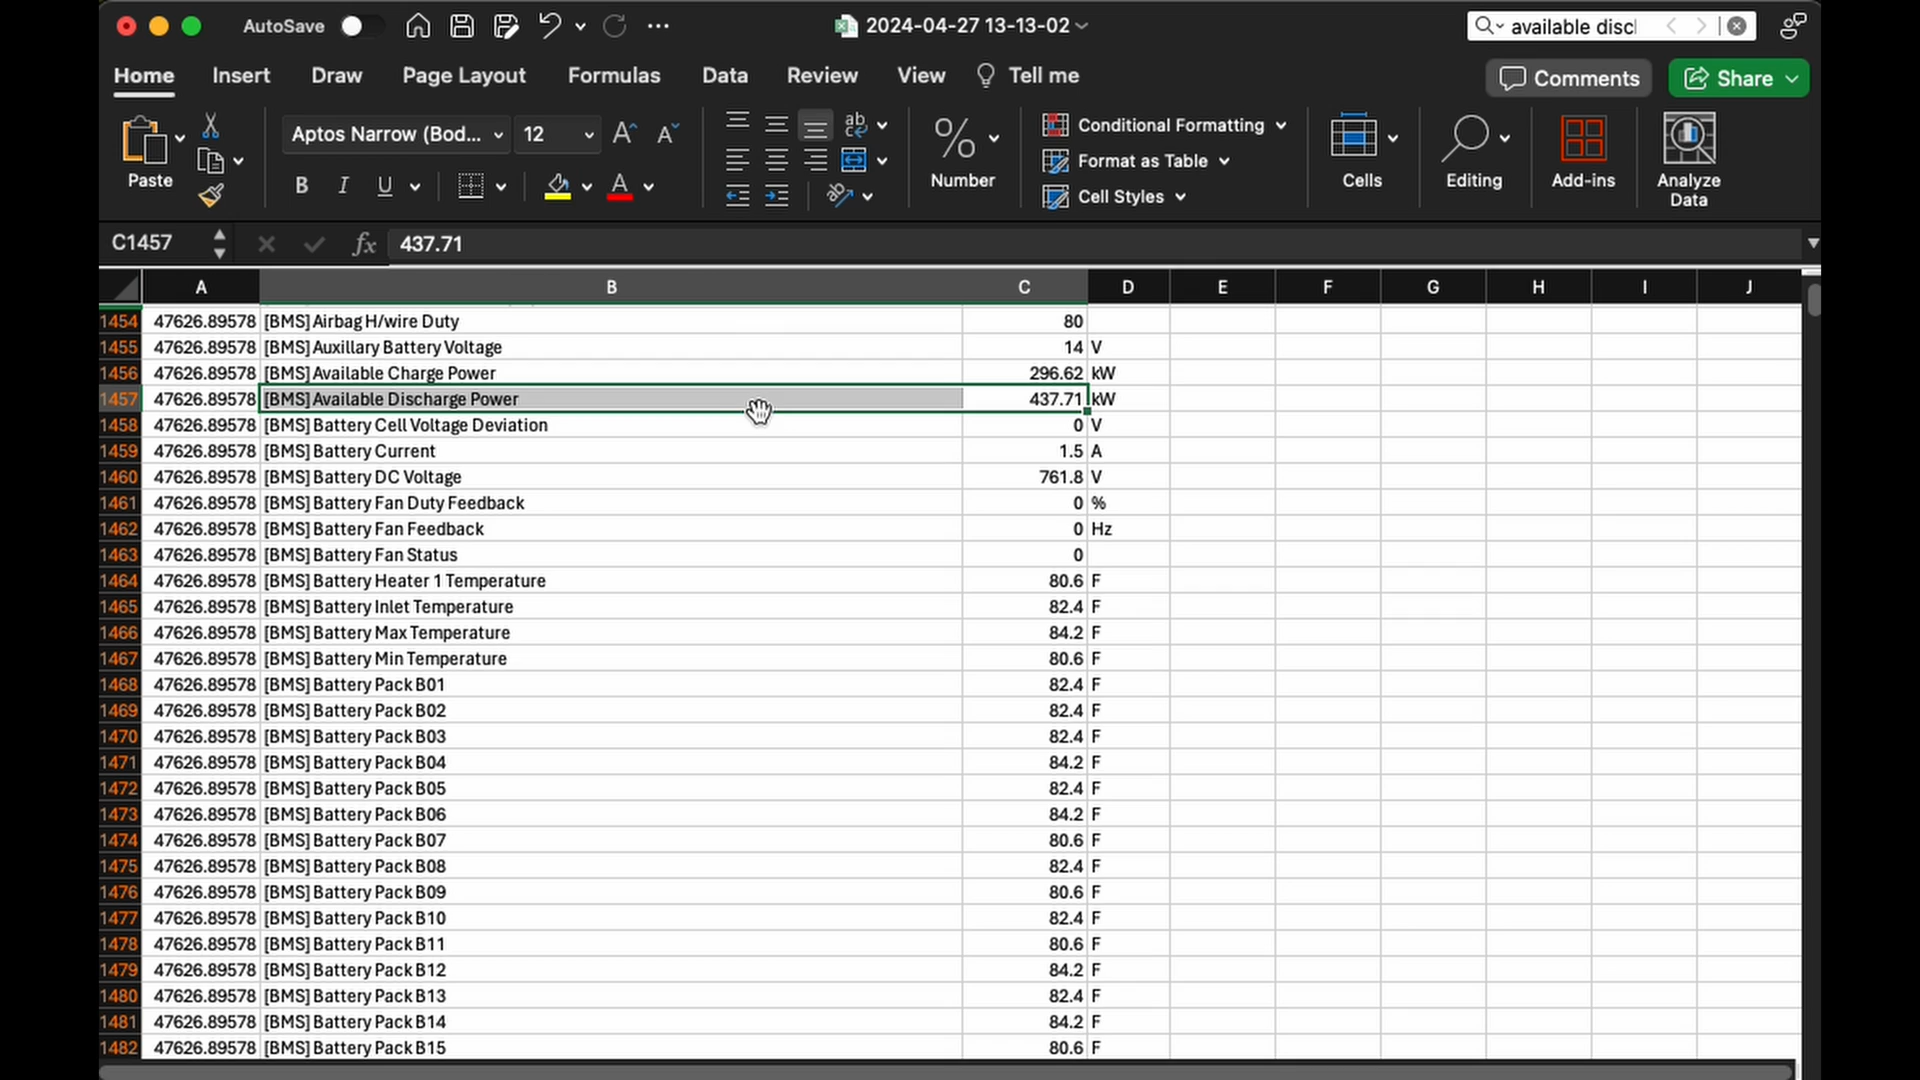 AutoSave
2024-04-27 13-13-02
available disc
Home Insert Draw Page Layout Formulas Data Review View Tell me
Comments Share
Paste
Aptos Narrow (Bod... 12
B I U A
ab
%
Number
Conditional Formatting
Format as Table
Cell Styles
Cells
Editing
Add-ins
Analyze
Data
C1457 fx 437.71
A B C D E F G H I J
1454 47626.89578 [BMS] Airbag H/wire Duty 80
1455 47626.89578 [BMS] Auxillary Battery Voltage 14 V
1456 47626.89578 [BMS] Available Charge Power 296.62 kW
1457 47626.89578 [BMS] Available Discharge Power 437.71 kW
1458 47626.89578 [BMS] Battery Cell Voltage Deviation 0 V
1459 47626.89578 [BMS] Battery Current 1.5 A
1460 47626.89578 [BMS] Battery DC Voltage 761.8 V
1461 47626.89578 [BMS] Battery Fan Duty Feedback 0 %
1462 47626.89578 [BMS] Battery Fan Feedback 0 Hz
1463 47626.89578 [BMS] Battery Fan Status 0
1464 47626.89578 [BMS] Battery Heater 1 Temperature 80.6 F
1465 47626.89578 [BMS] Battery Inlet Temperature 82.4 F
1466 47626.89578 [BMS] Battery Max Temperature 84.2 F
1467 47626.89578 [BMS] Battery Min Temperature 80.6 F
1468 47626.89578 [BMS] Battery Pack B01 82.4 F
1469 47626.89578 [BMS] Battery Pack B02 82.4 F
1470 47626.89578 [BMS] Battery Pack B03 82.4 F
1471 47626.89578 [BMS] Battery Pack B04 84.2 F
1472 47626.89578 [BMS] Battery Pack B05 82.4 F
1473 47626.89578 [BMS] Battery Pack B06 84.2 F
1474 47626.89578 [BMS] Battery Pack B07 80.6 F
1475 47626.89578 [BMS] Battery Pack B08 82.4 F
1476 47626.89578 [BMS] Battery Pack B09 80.6 F
1477 47626.89578 [BMS] Battery Pack B10 82.4 F
1478 47626.89578 [BMS] Battery Pack B11 80.6 F
1479 47626.89578 [BMS] Battery Pack B12 84.2 F
1480 47626.89578 [BMS] Battery Pack B13 82.4 F
1481 47626.89578 [BMS] Battery Pack B14 84.2 F
1482 47626.89578 [BMS] Battery Pack B15 80.6 F